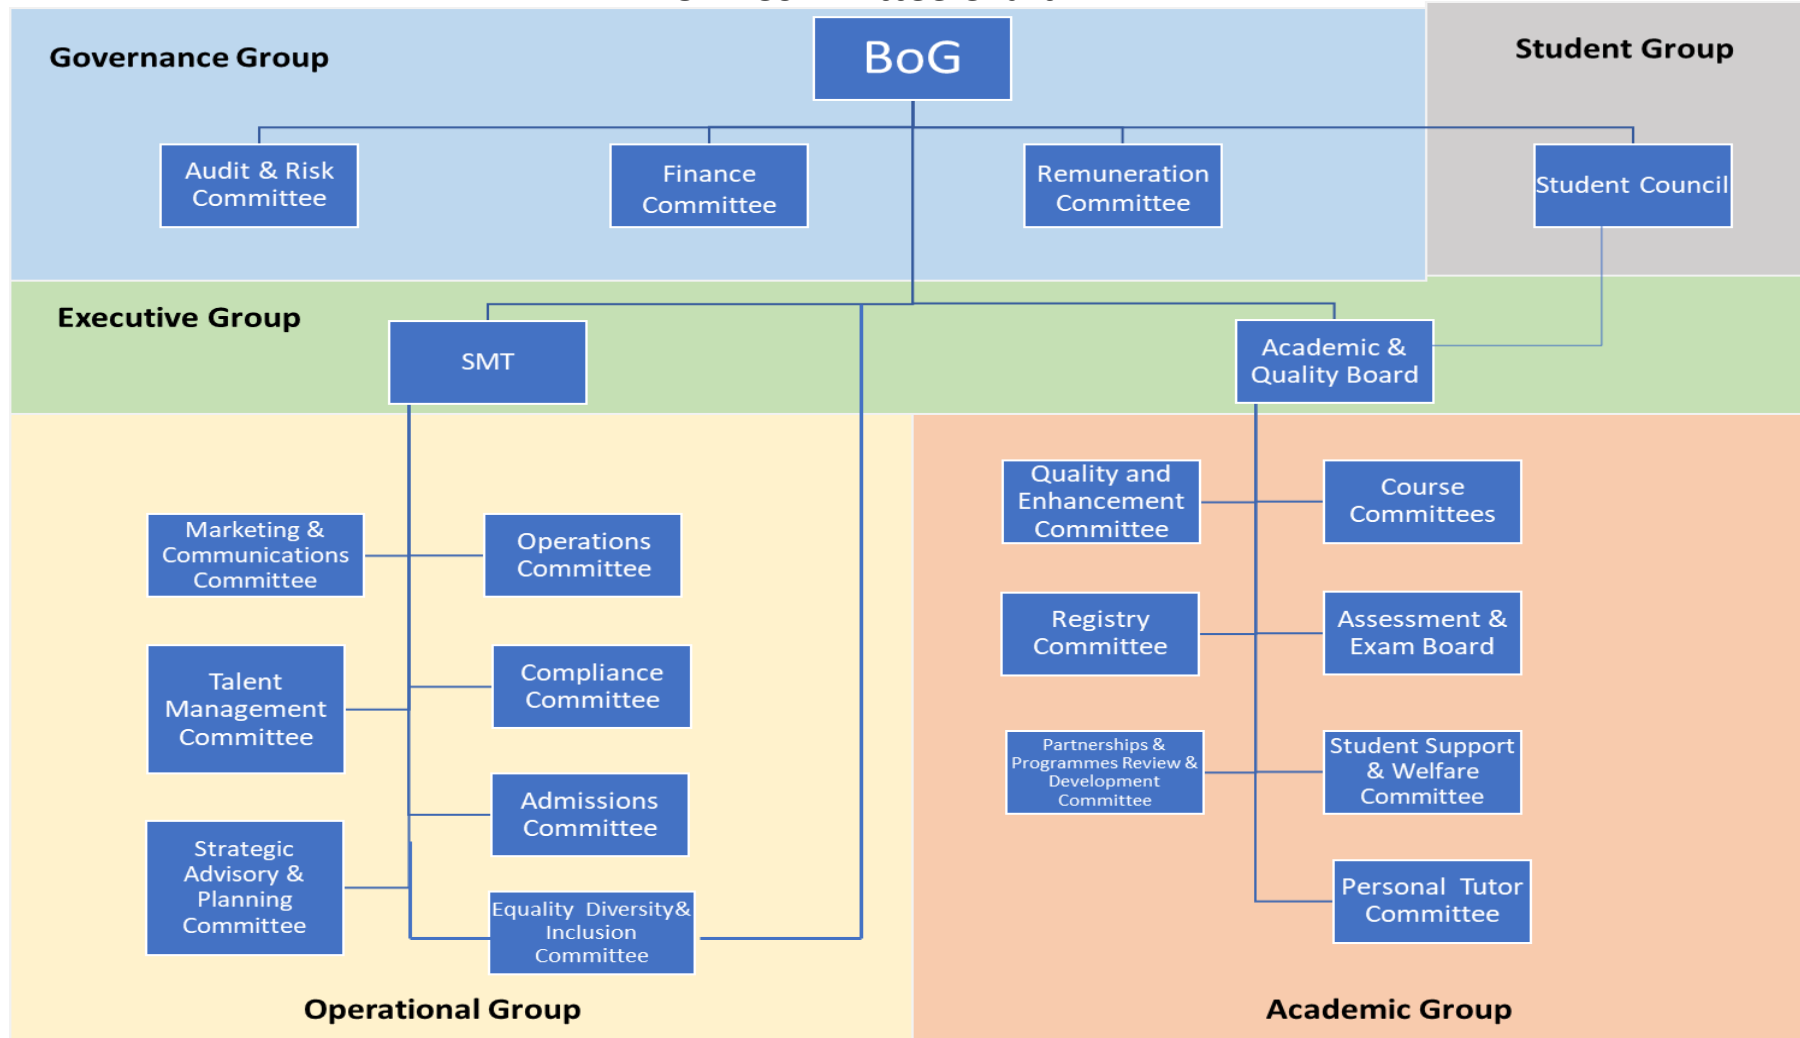 Governance Group
BoG
Student Group
Audit & Risk
Committee
Finance
Committee
Remuneration
Committee
Student Council
Executive Group
SMT
Academic &
Quality Board
Marketing &
Communications
Committee
Operations
Committee
Quality and
Enhancement
Committee
Course
Committees
Talent
Management
Committee
Compliance
Committee
Registry
Committee
Assessment &
Exam Board
Strategic
Advisory &
Planning
Committee
Admissions
Committee
Partnerships &
Programmes Review &
Development
Committee
Student Support
& Welfare
Committee
Equality Diversity&
Inclusion
Committee
Personal Tutor
Committee
Operational Group
Academic Group